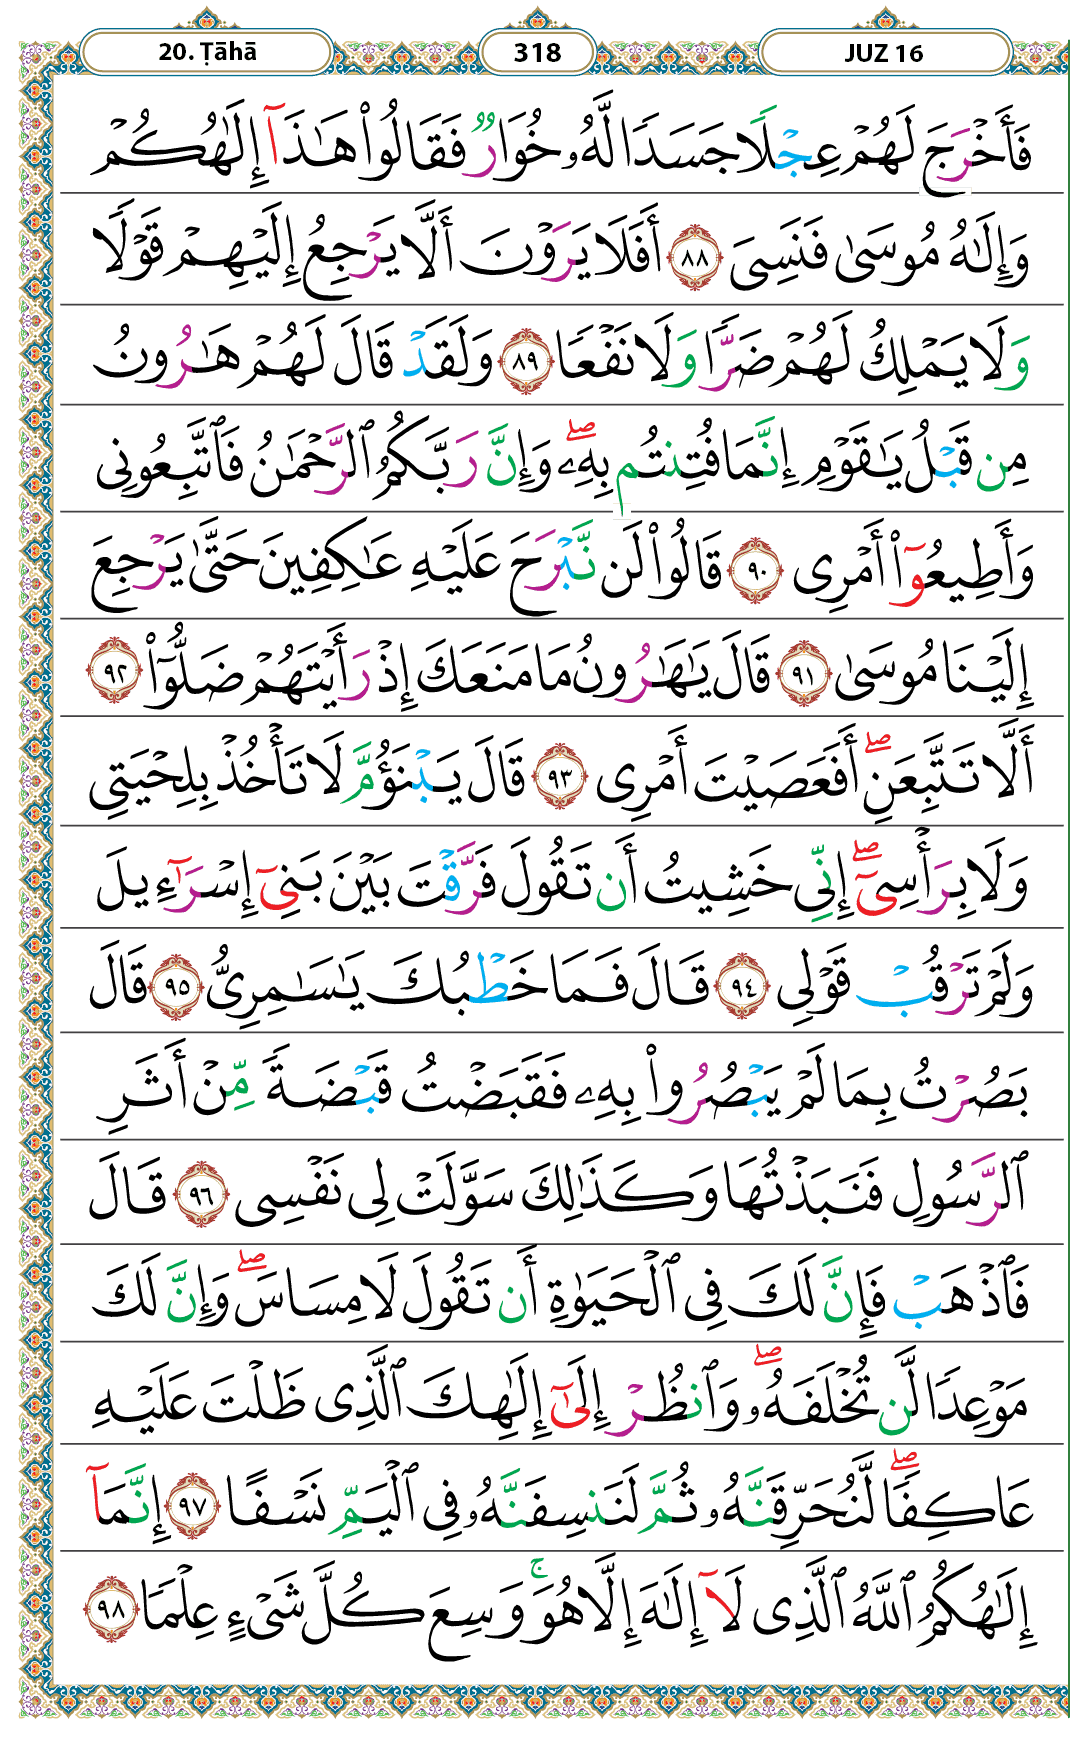 20. Ṭāhā
318
JUZ 16
فَأَخْرَجَ لَهُمْ عِجْلًا جَسَدًا لَّهُۥ خُوَارٌ فَقَالُوا۟ هَـٰذَآ إِلَـٰهُكُمْ
وَإِلَـٰهُ مُوسَىٰ فَنَسِىَ ٨٨ أَفَلَا يَرَوْنَ أَلَّا يَرْجِعُ إِلَيْهِمْ قَوْلًا
وَلَا يَمْلِكُ لَهُمْ ضَرًّا وَلَا نَفْعًا ٨٩ وَلَقَدْ قَالَ لَهُمْ هَـٰرُونُ
مِن قَبْلُ يَـٰقَوْمِ إِنَّمَا فُتِنتُم بِهِۦ ۖ وَإِنَّ رَبَّكُمُ ٱلرَّحْمَـٰنُ فَٱتَّبِعُونِى
وَأَطِيعُوٓا۟ أَمْرِى ٩٠ قَالُوا۟ لَن نَّبْرَحَ عَلَيْهِ عَـٰكِفِينَ حَتَّىٰ يَرْجِعَ
إِلَيْنَا مُوسَىٰ ٩١ قَالَ يَـٰهَـٰرُونُ مَا مَنَعَكَ إِذْ رَأَيْتَهُمْ ضَلُّوٓا۟ ٩٢
أَلَّا تَتَّبِعَنِ ۖ أَفَعَصَيْتَ أَمْرِى ٩٣ قَالَ يَبْنَؤُمَّ لَا تَأْخُذْ بِلِحْيَتِى
وَلَا بِرَأْسِىٓ ۖ إِنِّى خَشِيتُ أَن تَقُولَ فَرَّقْتَ بَيْنَ بَنِىٓ إِسْرَٰٓءِيلَ
وَلَمْ تَرْقُبْ قَوْلِى ٩٤ قَالَ فَمَا خَطْبُكَ يَـٰسَـٰمِرِىُّ ٩٥ قَالَ
بَصُرْتُ بِمَا لَمْ يَبْصُرُوا۟ بِهِۦ فَقَبَضْتُ قَبْضَةً مِّنْ أَثَرِ
ٱلرَّسُولِ فَنَبَذْتُهَا وَكَذَٰلِكَ سَوَّلَتْ لِى نَفْسِى ٩٦ قَالَ
فَٱذْهَبْ فَإِنَّ لَكَ فِى ٱلْحَيَوٰةِ أَن تَقُولَ لَا مِسَاسَ ۖ وَإِنَّ لَكَ
مَوْعِدًا لَّن تُخْلَفَهُۥ ۖ وَٱنظُرْ إِلَىٰٓ إِلَـٰهِكَ ٱلَّذِى ظَلْتَ عَلَيْهِ
عَاكِفًا ۖ لَّنُحَرِّقَنَّهُۥ ثُمَّ لَنَنسِفَنَّهُۥ فِى ٱلْيَمِّ نَسْفًا ٩٧ إِنَّمَآ
إِلَـٰهُكُمُ ٱللَّهُ ٱلَّذِى لَآ إِلَـٰهَ إِلَّا هُوَ ۚ وَسِعَ كُلَّ شَىْءٍ عِلْمًا ٩٨